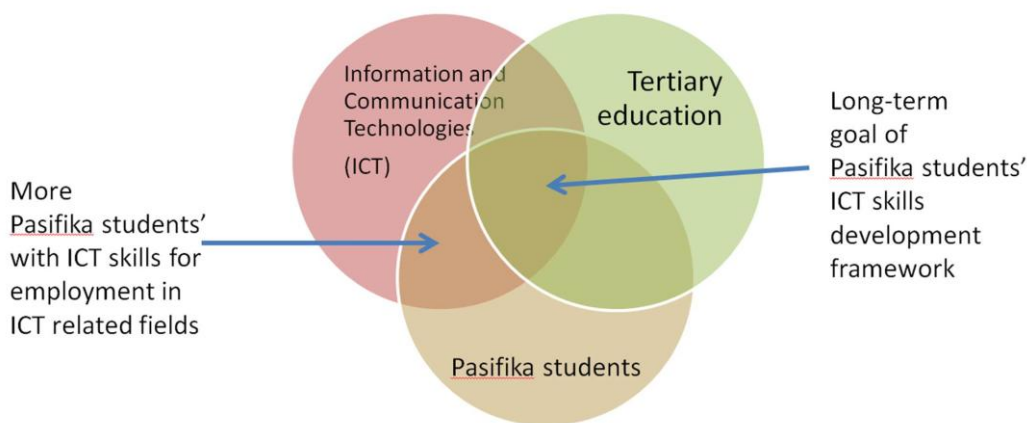 Information and
Communication
Technologies
(ICT)
Tertiary
education
Long-term
goal of
Pasifika students’
ICT skills
development
framework
More
Pasifika students’
with ICT skills for
employment in
ICT related fields
Pasifika students